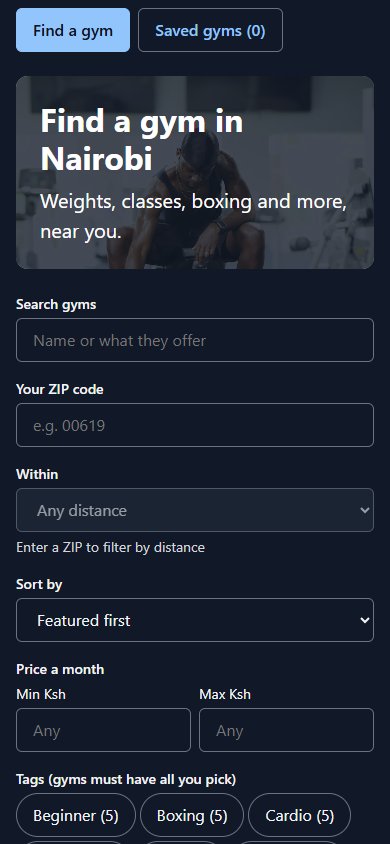 Find a gym
Saved gyms (0)
Find a gym in
Nairobi
Weights, classes, boxing and more,
near you.
Search gyms
Name or what they offer
Your ZIP code
e.g. 00619
Within
Any distance
Enter a ZIP to filter by distance
Sort by
Featured first
Price a month
Min Ksh
Max Ksh
Any
Any
Tags (gyms must have all you pick)
Beginner (5)
Boxing (5)
Cardio (5)